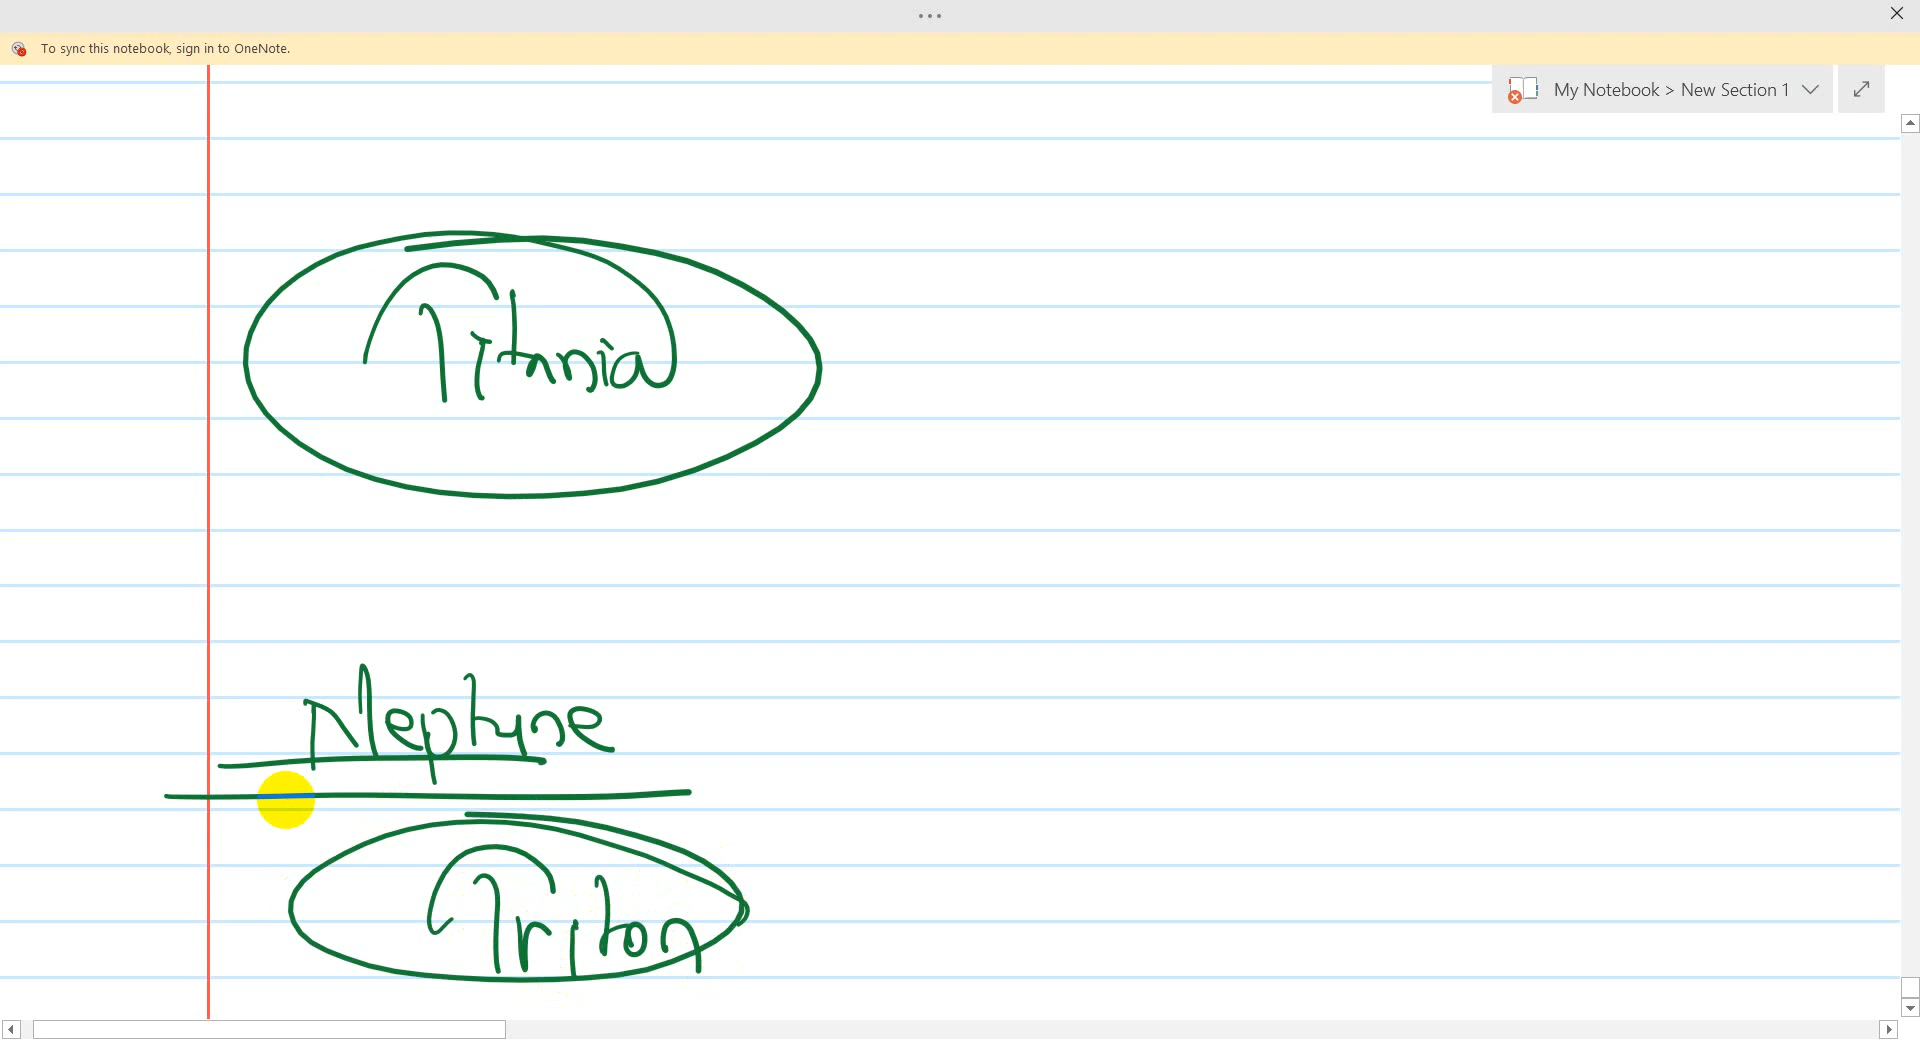 To sync this notebook, sign in to OneNote.
My Notebook > New Section 1
Titania
Neptune
Triton